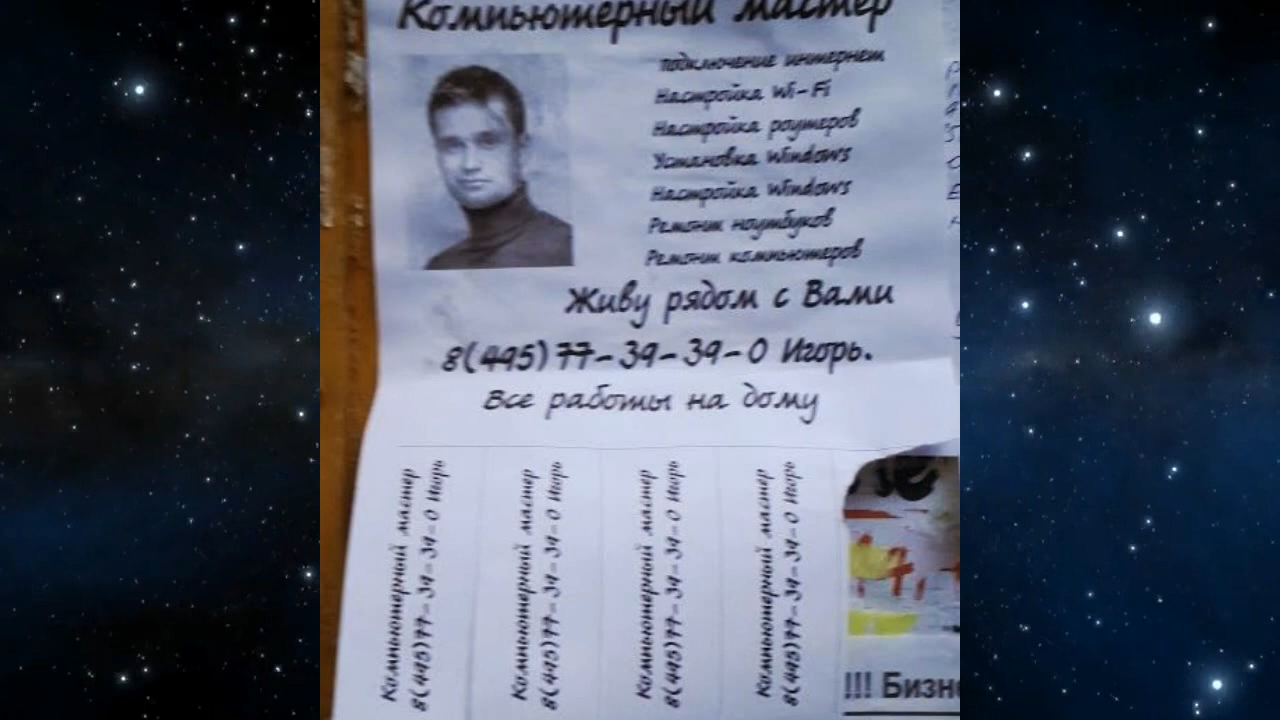 Компьютерный мастер
подключение интернет
Настройка Wi-Fi
Настройка роутеров
Установка Windows
Настройка Windows
Ремонт ноутбуков
Ремонт компьютеров
Живу рядом с Вами
8(495)77-39-39-0 Игорь.
Все работы на дому
Компьютерный мастер
8(495)77-39-39-0 Игорь
Компьютерный мастер
8(495)77-39-39-0 Игорь
Компьютерный мастер
8(495)77-39-39-0 Игорь
Компьютерный мастер
8(495)77-39-39-0 Игорь
!!!